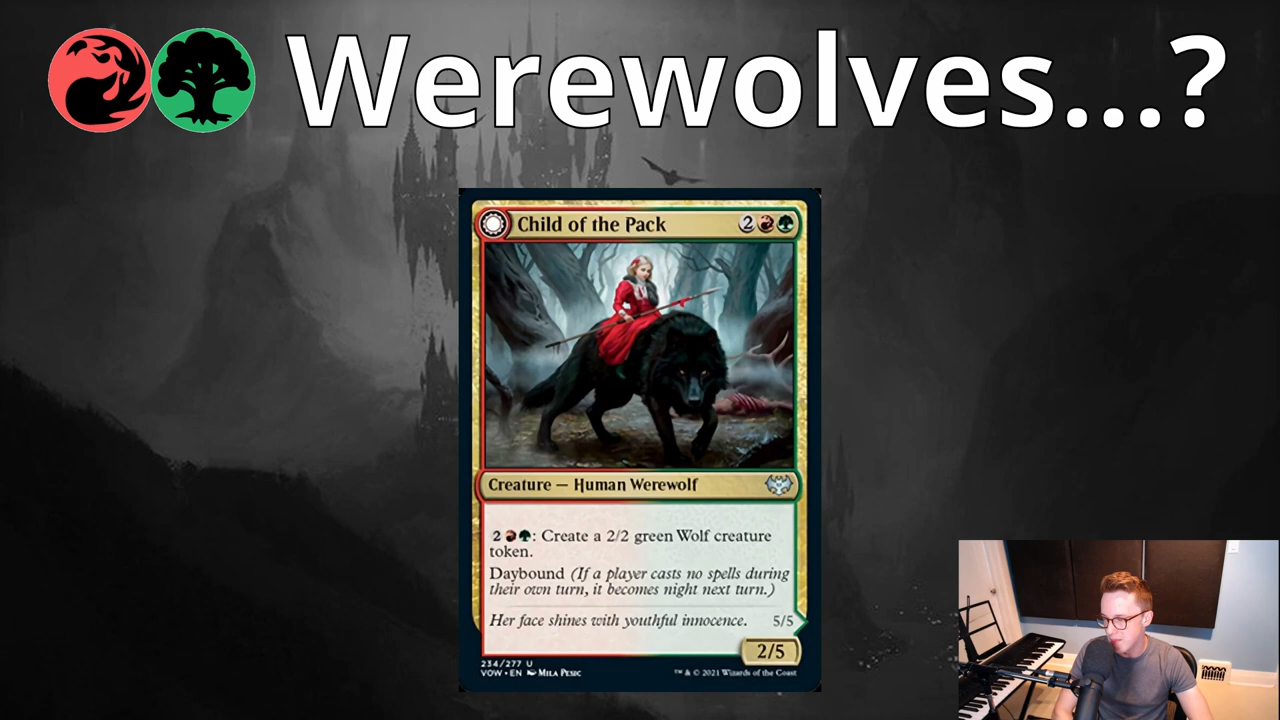 Werewolves...?
Child of the Pack 2
Creature — Human Werewolf
2 : Create a 2/2 green Wolf creature
token.
Daybound (If a player casts no spells during
their own turn, it becomes night next turn.)
Her face shines with youthful innocence. 5/5
2/5
234/277 U
VOW • EN Mila Pesic ™ & © 2021 Wizards of the Coast